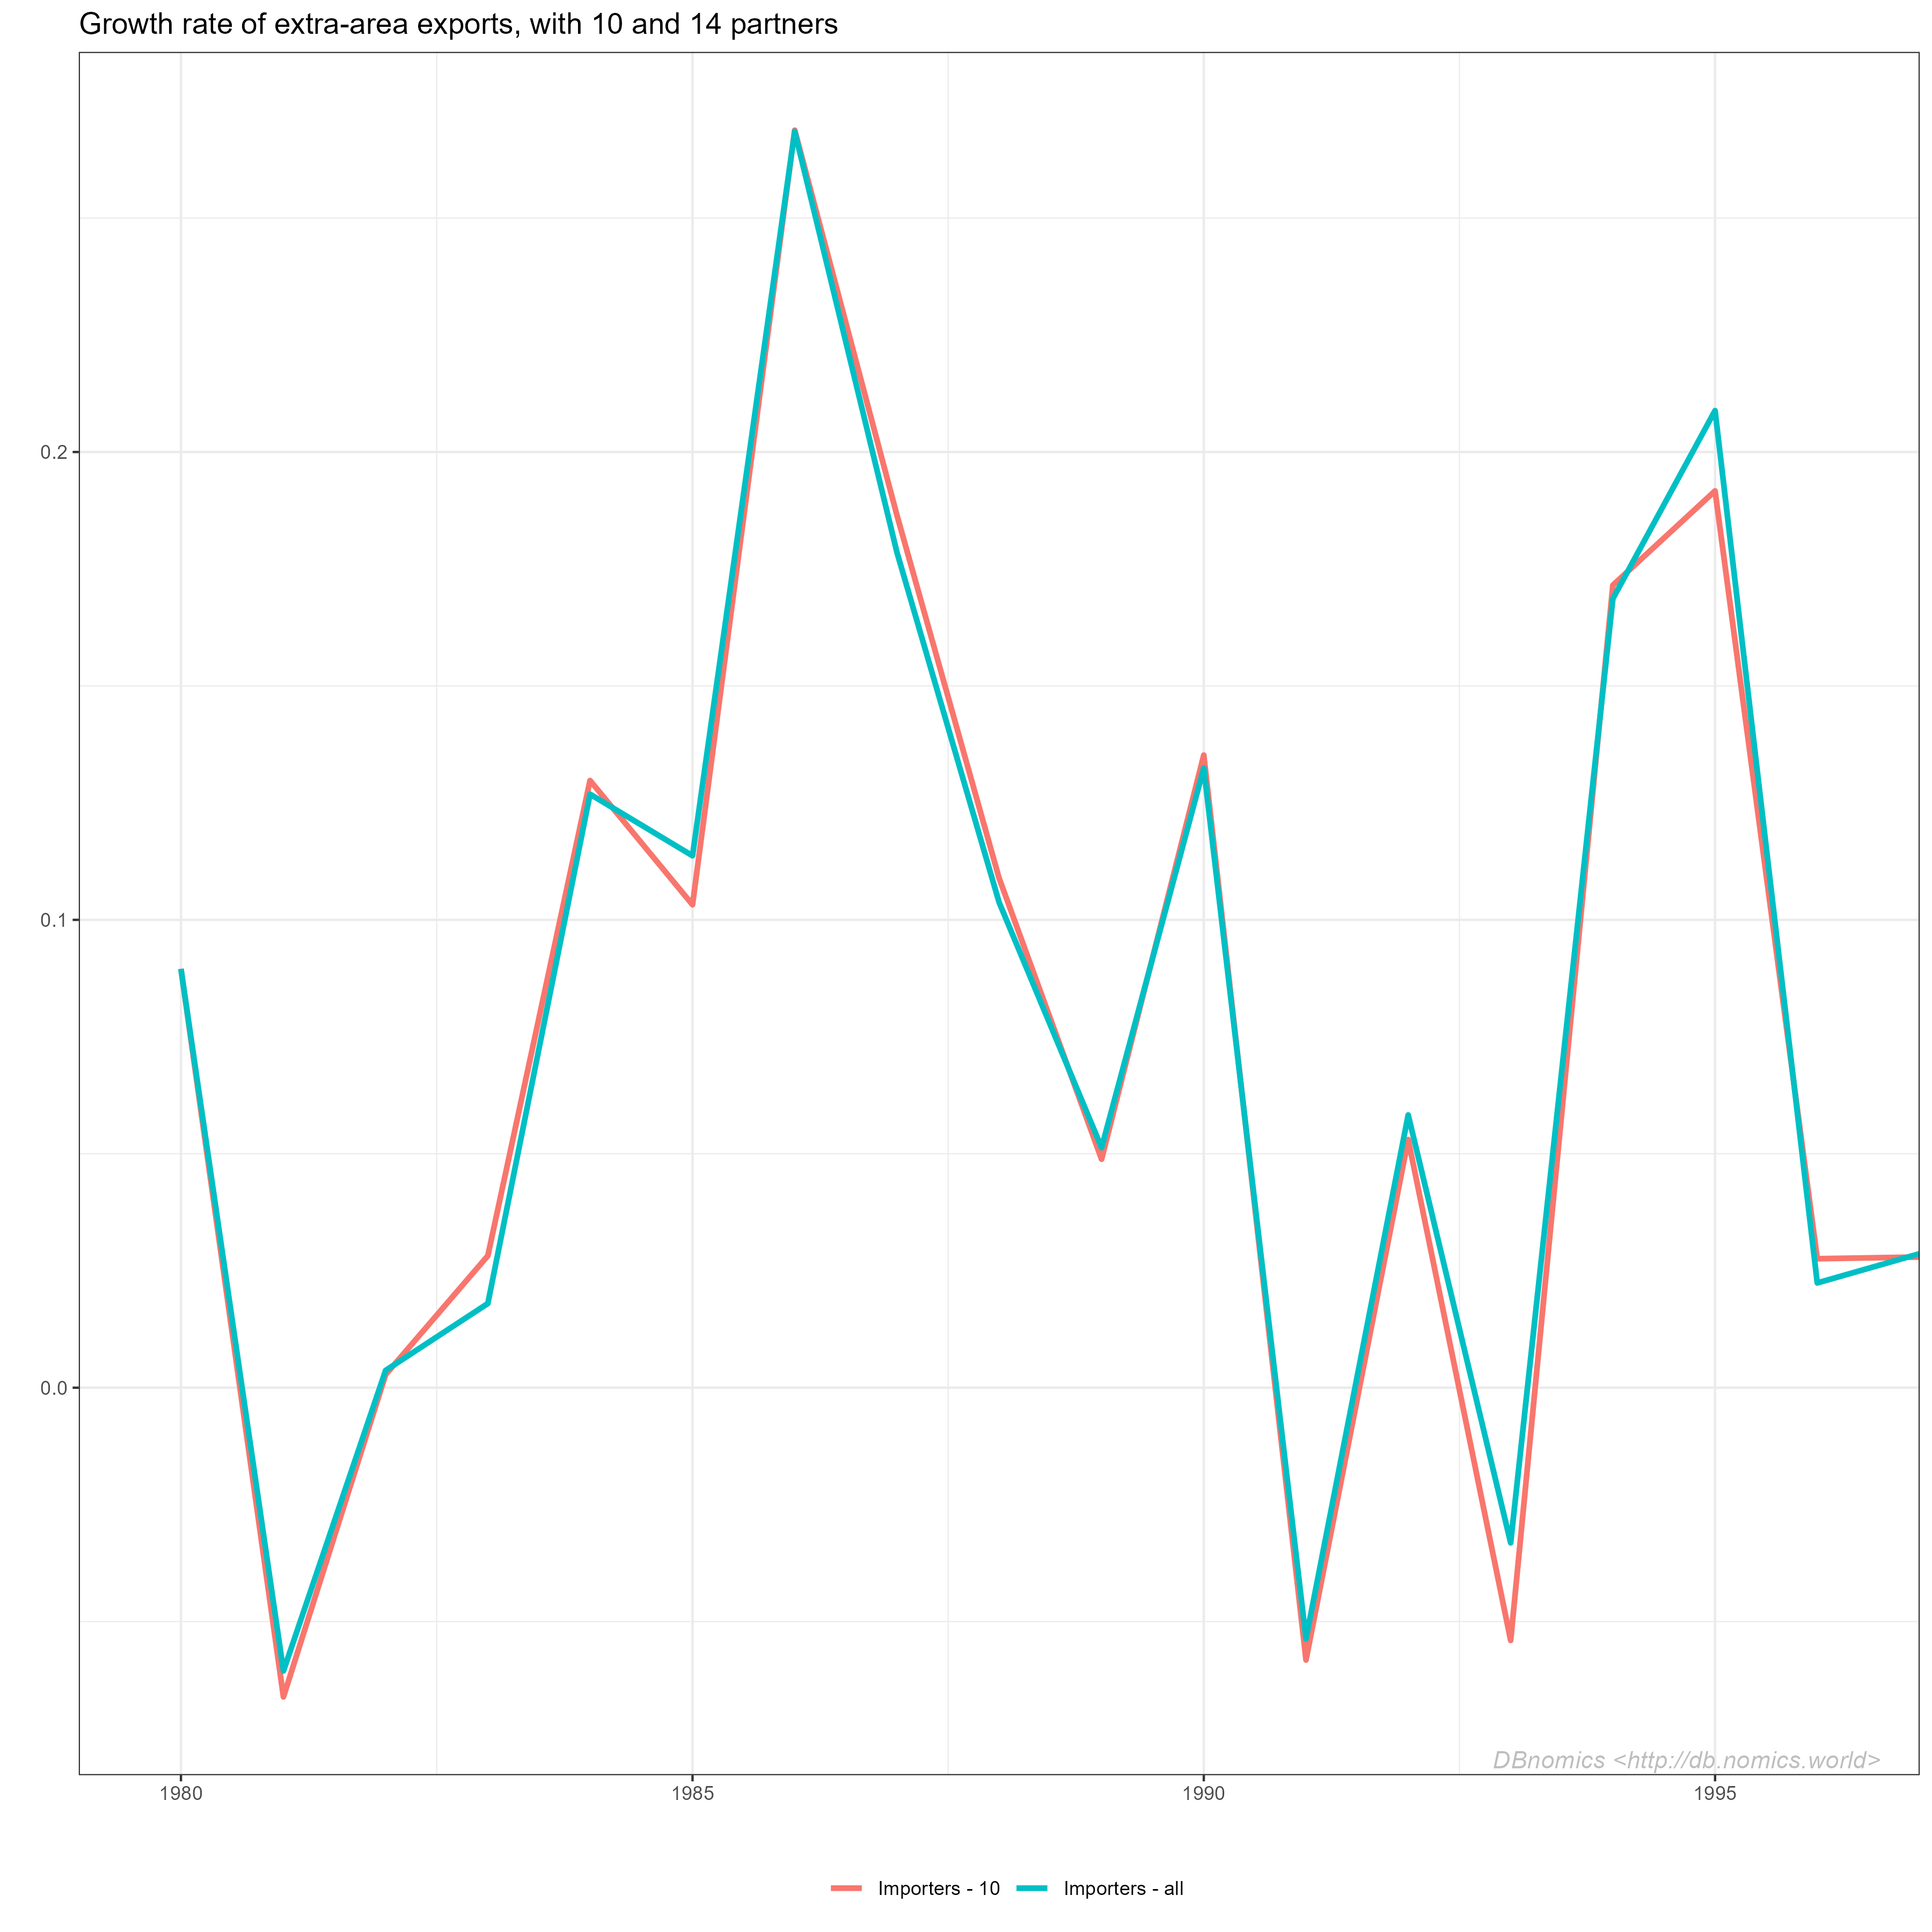 Growth rate of extra-area exports, with 10 and 14 partners
0.2
0.1
0.0
DBnomics <http://db.nomics.world>
1980 1985 1990 1995
Importers - 10 Importers - all